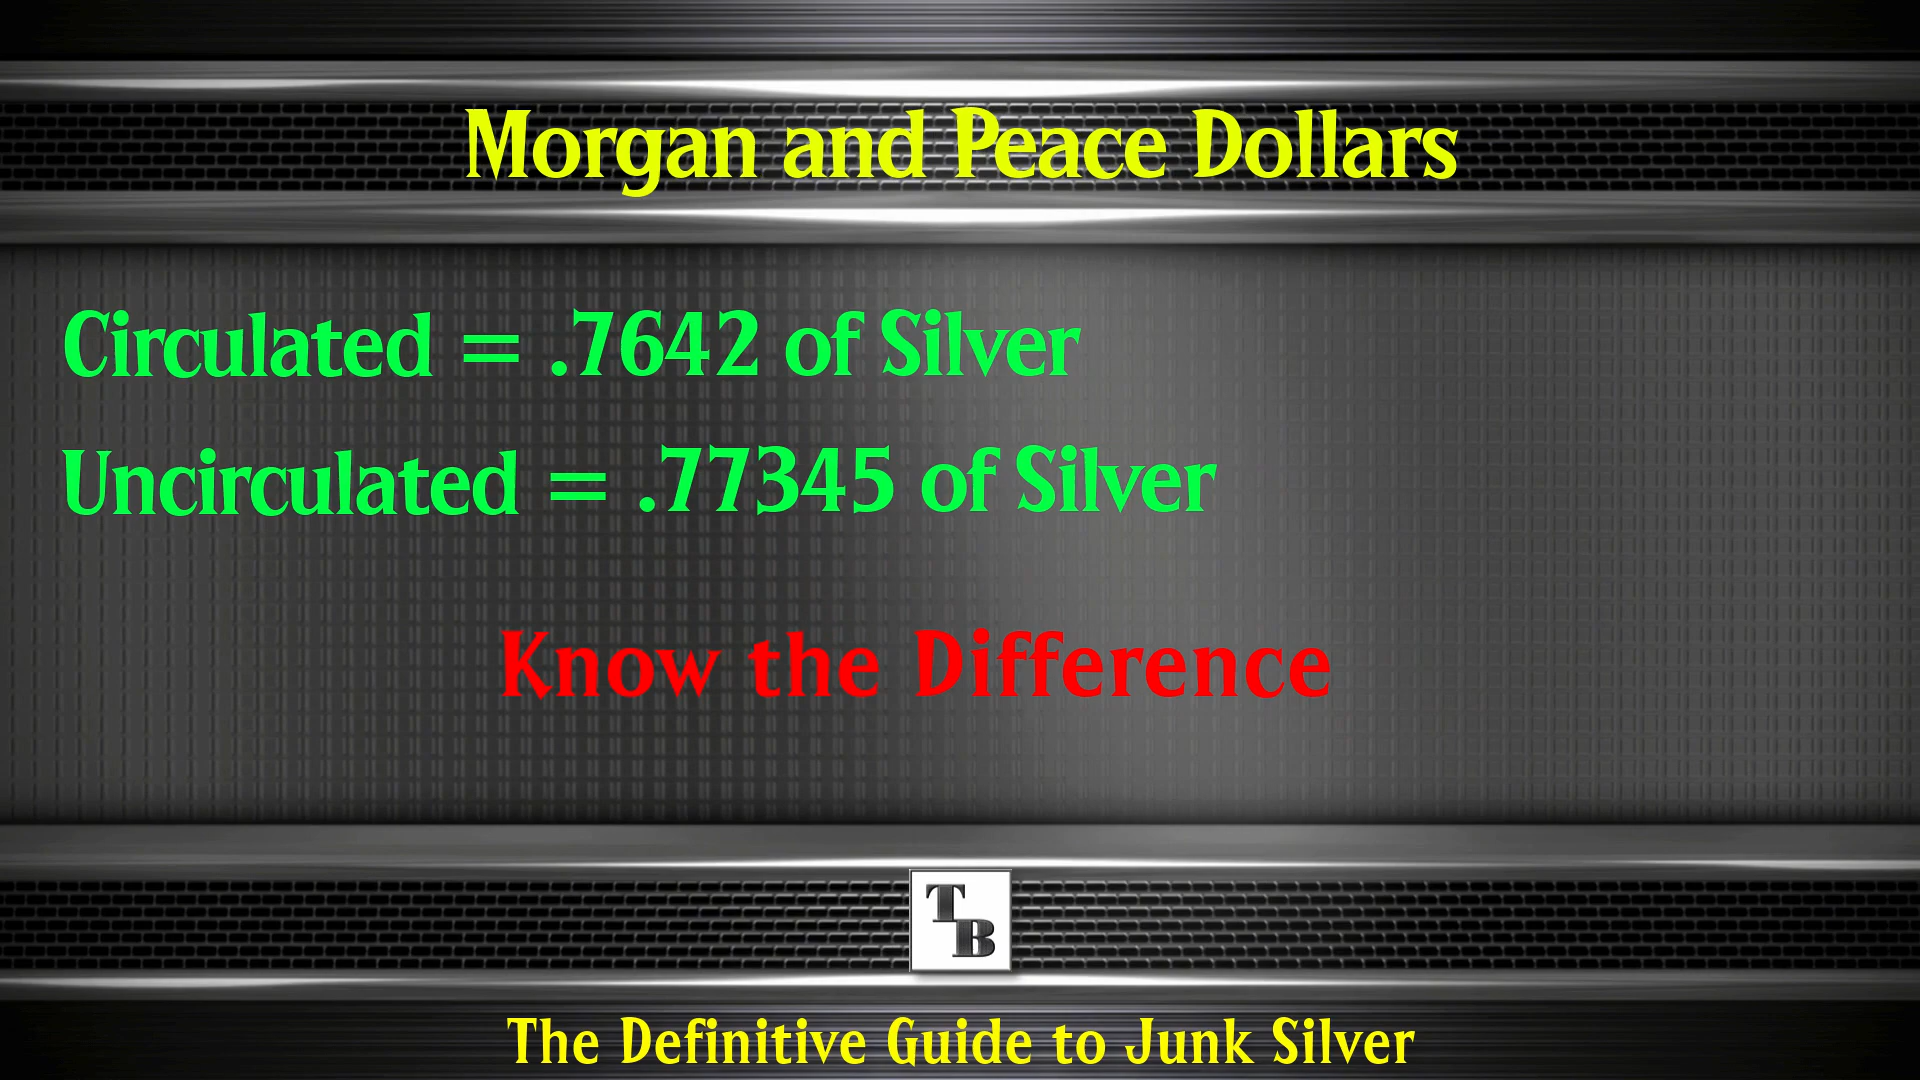 Morgan and Peace Dollars
Circulated = .7642 of Silver
Uncirculated = .77345 of Silver
Know the Difference
T
B
The Definitive Guide to Junk Silver